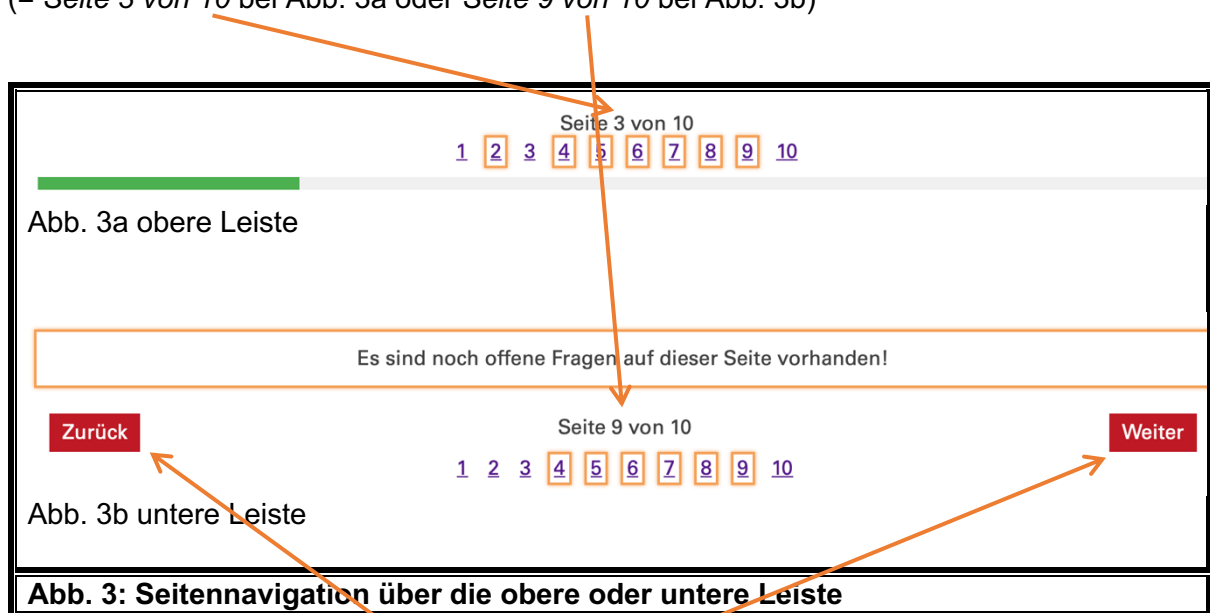 (= Seite 3 von 10 bei Abb. 3a oder Seite 9 von 10 bei Abb. 3b)
Seite 3 von 10
1 2 3 4 5 6 7 8 9 10
Abb. 3a obere Leiste
Es sind noch offene Fragen auf dieser Seite vorhanden!
Zurück Seite 9 von 10 Weiter
1 2 3 4 5 6 7 8 9 10
Abb. 3b untere Leiste
Abb. 3: Seitennavigation über die obere oder untere Leiste